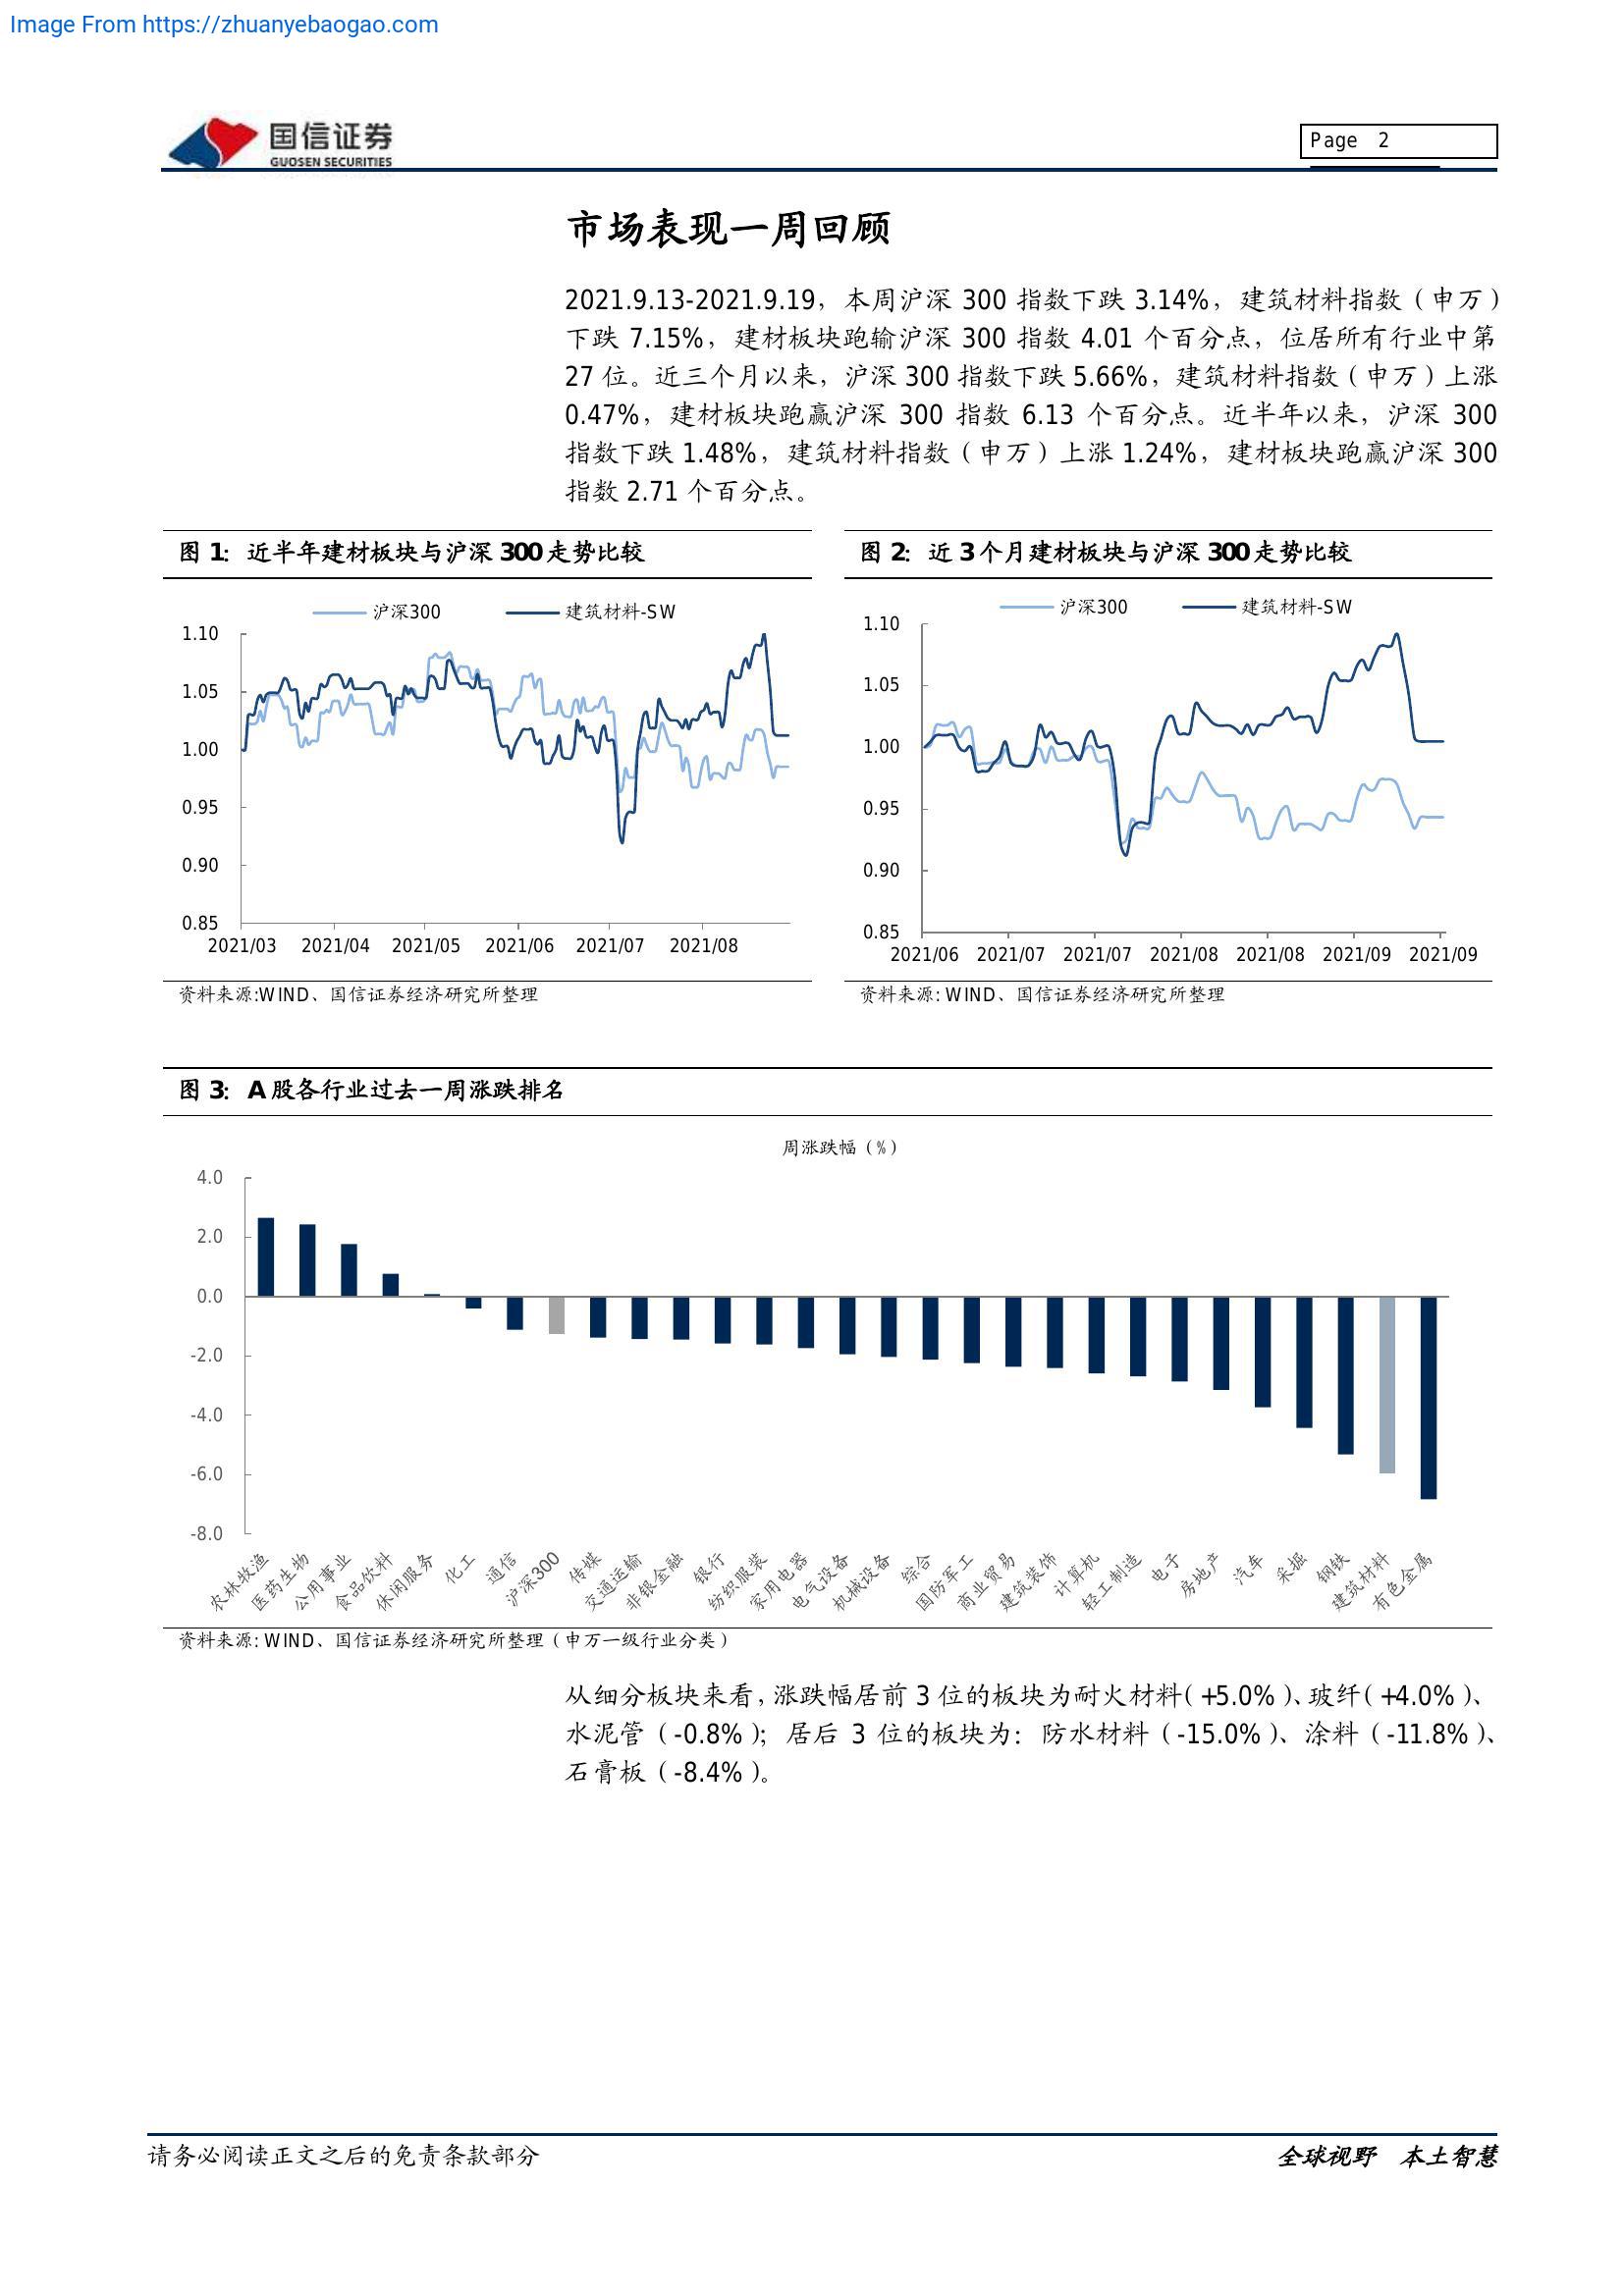 Image From https://zhuanyebaogao.com
国信证券
GUOSEN SECURITIES
Page 2
市场表现一周回顾
2021.9.13-2021.9.19，本周沪深 300 指数下跌 3.14%，建筑材料指数（申万）
下跌 7.15%，建材板块跑输沪深 300 指数 4.01 个百分点，位居所有行业中第
27 位。近三个月以来，沪深 300 指数下跌 5.66%，建筑材料指数（申万）上涨
0.47%，建材板块跑赢沪深 300 指数 6.13 个百分点。近半年以来，沪深 300
指数下跌 1.48%，建筑材料指数（申万）上涨 1.24%，建材板块跑赢沪深 300
指数 2.71 个百分点。
图 1：近半年建材板块与沪深 300 走势比较
沪深300 建筑材料-SW
1.10
1.05
1.00
0.95
0.90
0.85
2021/03 2021/04 2021/05 2021/06 2021/07 2021/08
资料来源:WIND、国信证券经济研究所整理
图 2：近 3 个月建材板块与沪深 300 走势比较
沪深300 建筑材料-SW
1.10
1.05
1.00
0.95
0.90
0.85
2021/06 2021/07 2021/07 2021/08 2021/08 2021/09 2021/09
资料来源: WIND、国信证券经济研究所整理
图 3：A 股各行业过去一周涨跌排名
周涨跌幅（%）
4.0
2.0
0.0
-2.0
-4.0
-6.0
-8.0
农林牧渔 医药生物 公用事业 食品饮料 休闲服务 化工 通信 沪深300 传媒 交通运输 非银金融 银行 纺织服装 家用电器 电气设备 机械设备 综合 国防军工 商业贸易 建筑装饰 计算机 轻工制造 电子 房地产 汽车 采掘 钢铁 建筑材料 有色金属
资料来源: WIND、国信证券经济研究所整理（申万一级行业分类）
从细分板块来看，涨跌幅居前 3 位的板块为耐火材料（+5.0%）、玻纤（+4.0%）、
水泥管（-0.8%）；居后 3 位的板块为：防水材料（-15.0%）、涂料（-11.8%）、
石膏板（-8.4%）。
请务必阅读正文之后的免责条款部分
全球视野 本土智慧